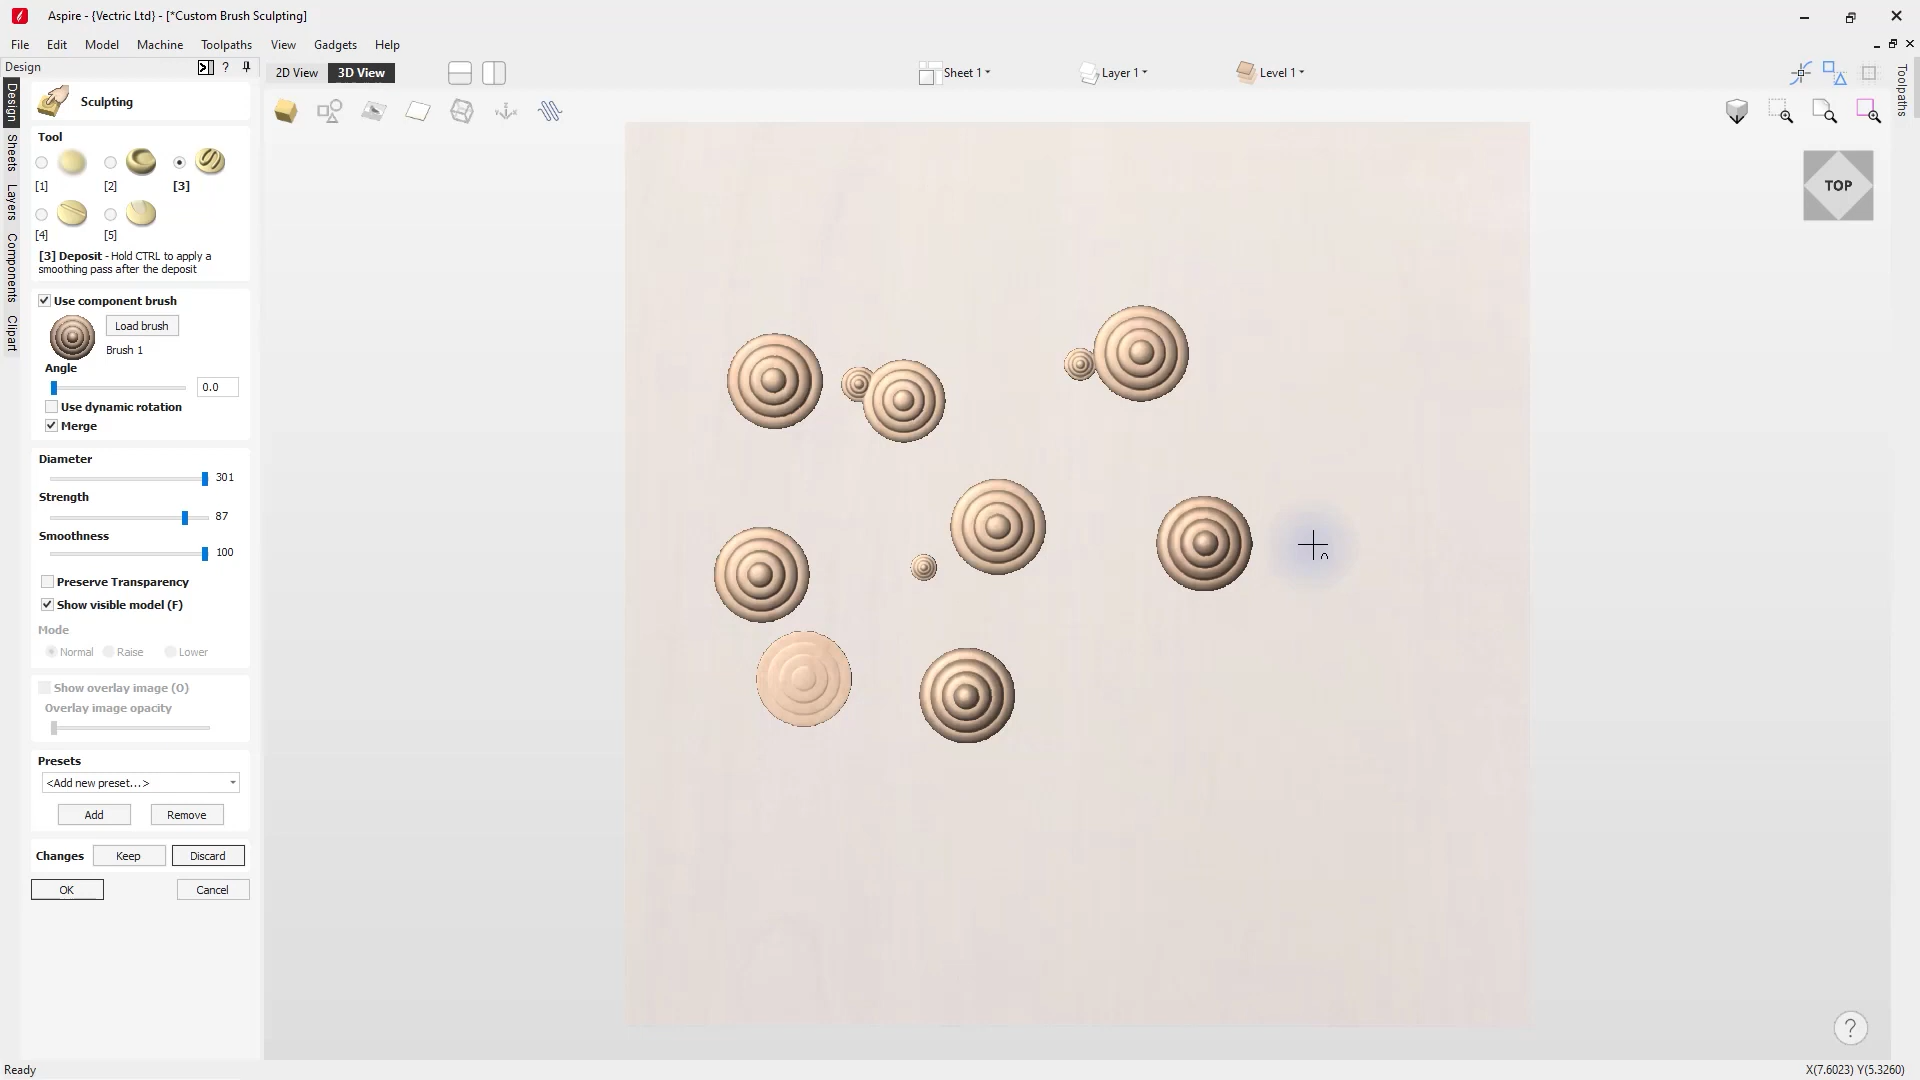 Aspire - {Vectric Ltd} - [*Custom Brush Sculpting]
File Edit Model Machine Toolpaths View Gadgets Help
Design ?
2D View 3D View Sheet 1 Layer 1 Level 1
Design
Sheets
Layers
Components
Clipart
Toolpaths
TOP
Sculpting
Tool
[1] [2] [3]
[4] [5]
[3] Deposit - Hold CTRL to apply a
smoothing pass after the deposit
Use component brush
Load brush
Brush 1
Angle
0.0
Use dynamic rotation
Merge
Diameter
301
Strength
87
Smoothness
100
Preserve Transparency
Show visible model (F)
Mode
Normal Raise Lower
Show overlay image (O)
Overlay image opacity
Presets
<Add new preset...>
Add Remove
Changes Keep Discard
OK Cancel
?
Ready X(7.6023) Y(5.3260)